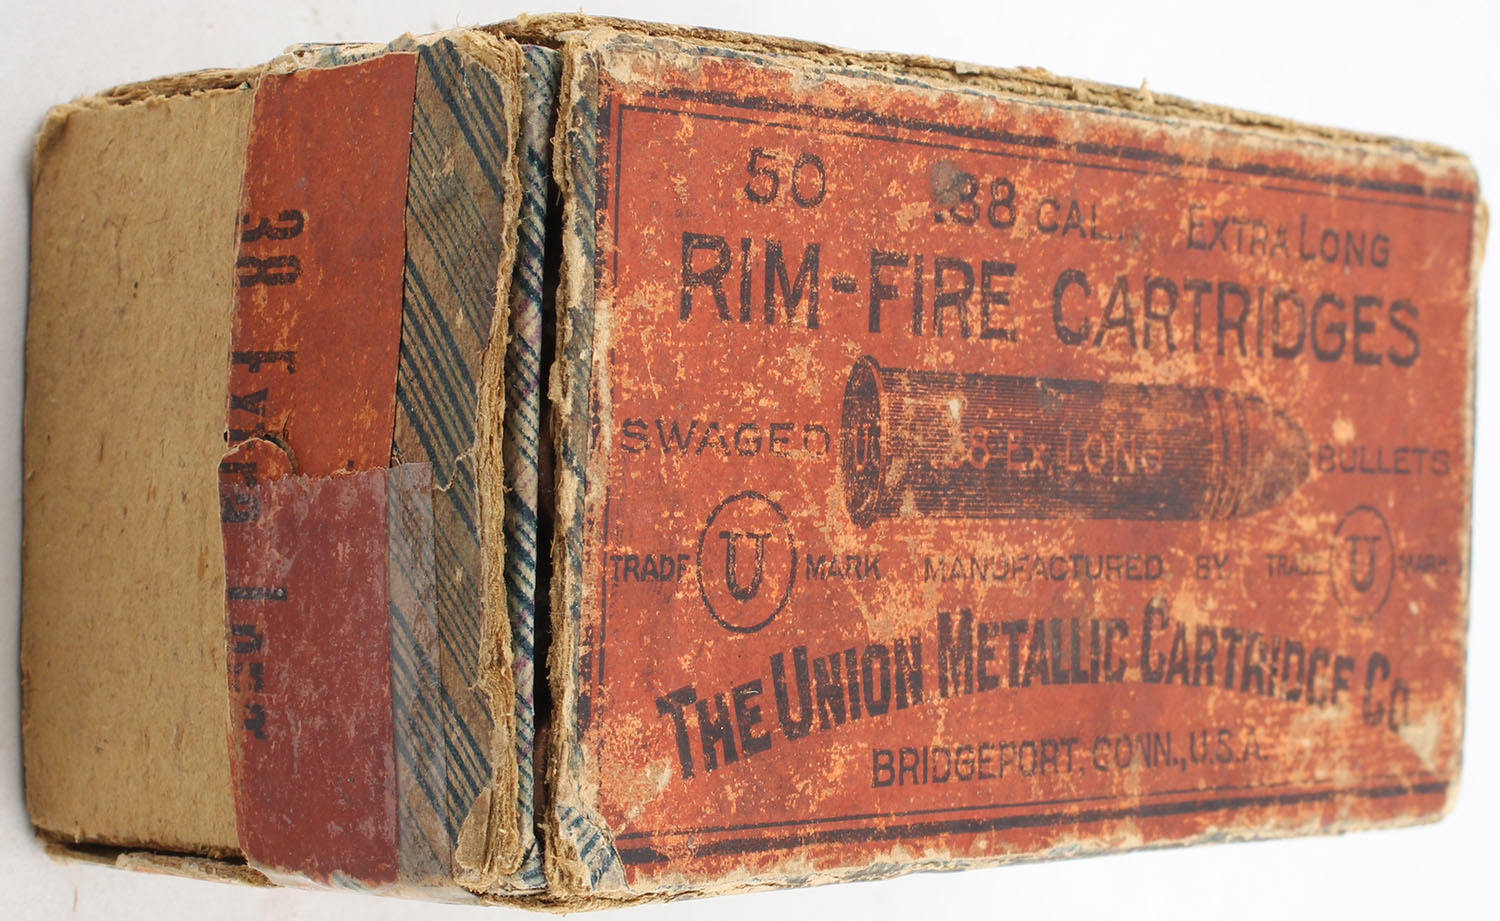 50 .38 CAL., EXTRA LONG
RIM-FIRE CARTRIDGES
SWAGED U .38 Ex. LONG BULLETS
TRADE U MARK MANUFACTURED BY TRADE U MARK
THE UNION METALLIC CARTRIDGE CO.
BRIDGEPORT, CONN., U.S.A.
38 Extra Long